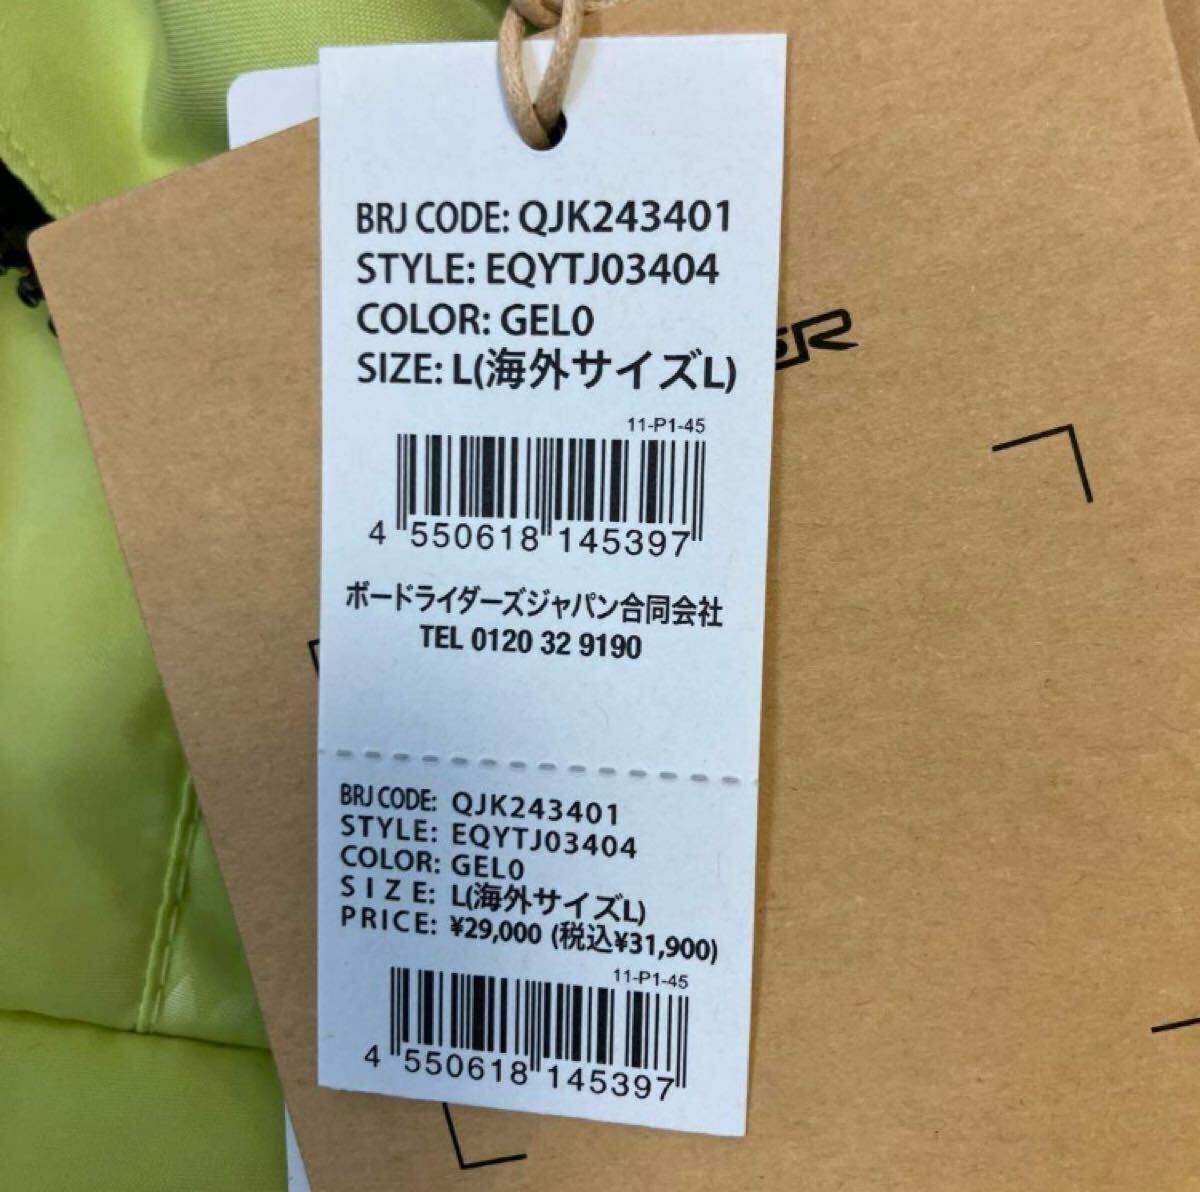 BRJ CODE: QJK243401
STYLE: EQYTJ03404
COLOR: GEL0
SIZE: L(海外サイズL)
11-P1-45
4 550618 145397
ボードライダーズジャパン合同会社
TEL 0120 32 9190
BRJ CODE: QJK243401
STYLE: EQYTJ03404
COLOR: GEL0
SIZE: L(海外サイズL)
PRICE: ¥29,000 (税込¥31,900)
11-P1-45
4 550618 145397